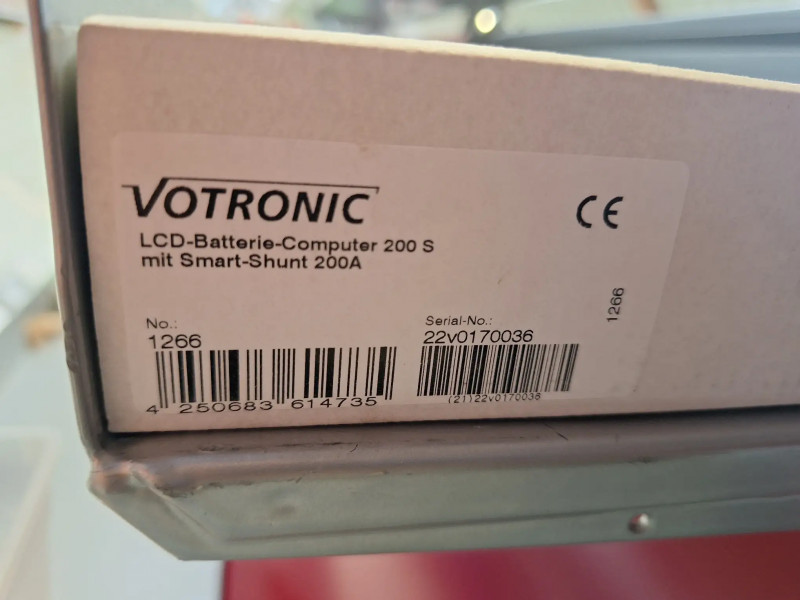 VOTRONIC
CE
LCD-Batterie-Computer 200 S
mit Smart-Shunt 200A
No.:
1266
4 250683 614735
Serial-No.:
22v0170036
(21)22v0170036
1266